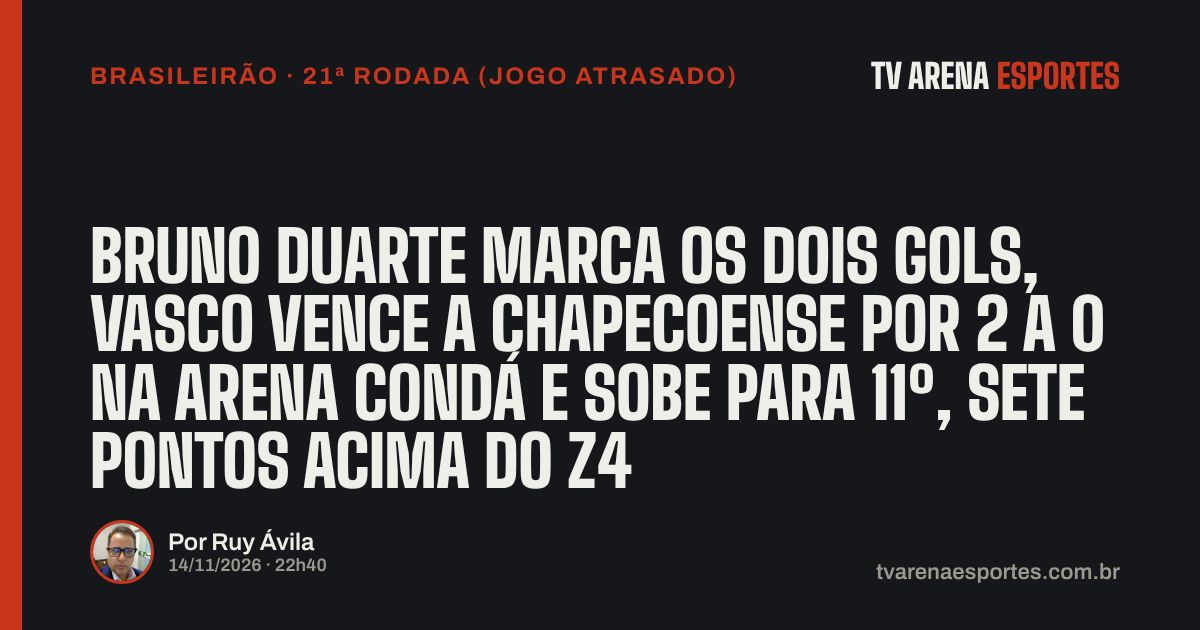 BRASILEIRÃO · 21ª RODADA (JOGO ATRASADO)
TV ARENA ESPORTES
BRUNO DUARTE MARCA OS DOIS GOLS,
VASCO VENCE A CHAPECOENSE POR 2 A 0
NA ARENA CONDÁ E SOBE PARA 11º, SETE
PONTOS ACIMA DO Z4
Por Ruy Ávila
14/11/2026 · 22h40
tvarenaesportes.com.br